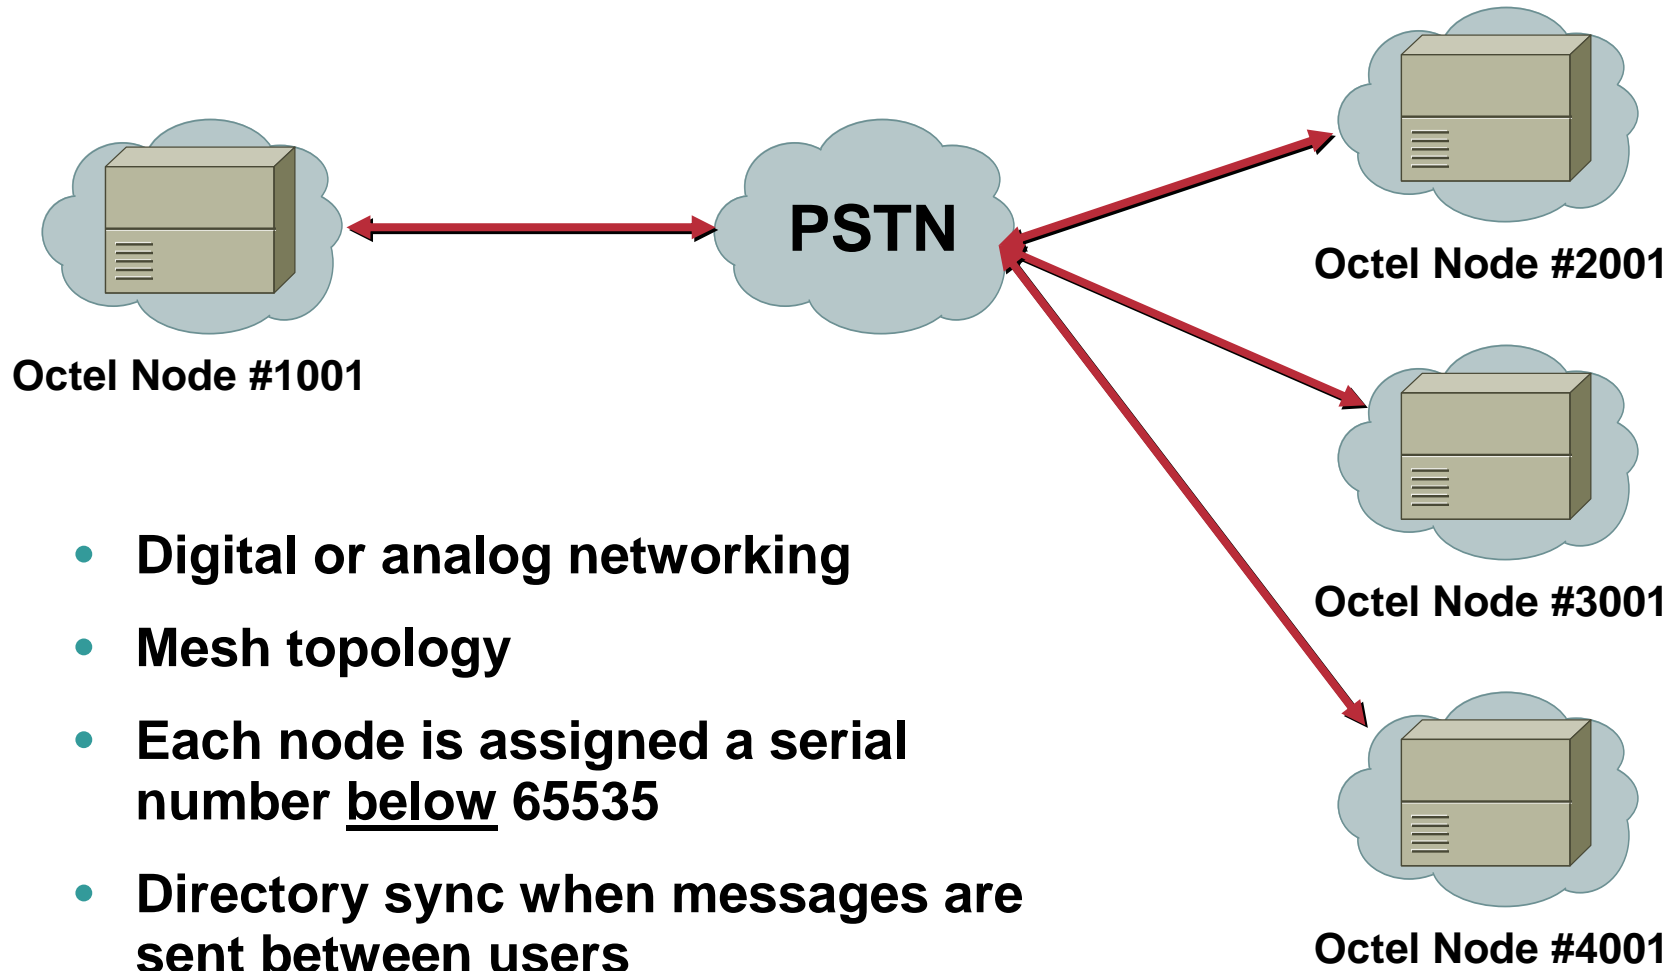 PSTN
Octel Node #1001
Octel Node #2001
Octel Node #3001
Octel Node #4001
• Digital or analog networking
• Mesh topology
• Each node is assigned a serial
number below 65535
• Directory sync when messages are
sent between users